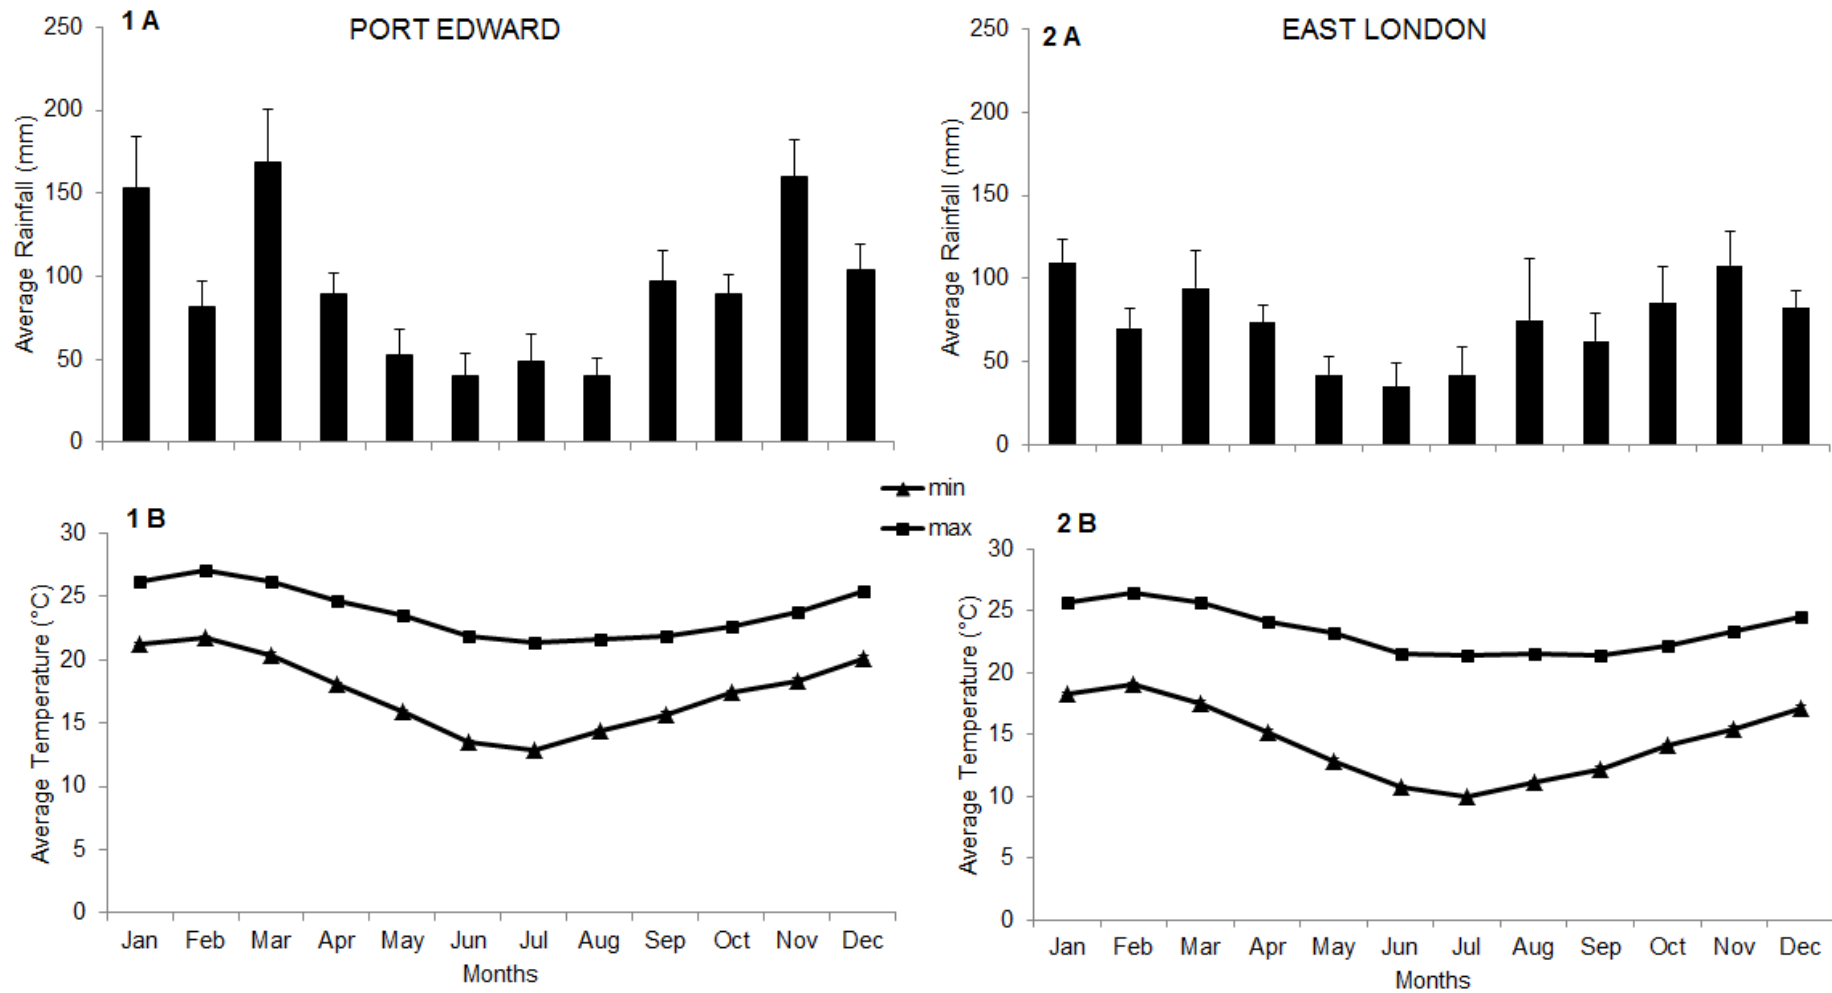 1 A
PORT EDWARD
250
200
150
100
50
0
Average Rainfall (mm)
2 A
EAST LONDON
250
200
150
100
50
0
Average Rainfall (mm)
min
max
1 B
30
25
20
15
10
5
0
Average Temperature (°C)
Jan Feb Mar Apr May Jun Jul Aug Sep Oct Nov Dec
Months
2 B
30
25
20
15
10
5
0
Average Temperature (°C)
Jan Feb Mar Apr May Jun Jul Aug Sep Oct Nov Dec
Months